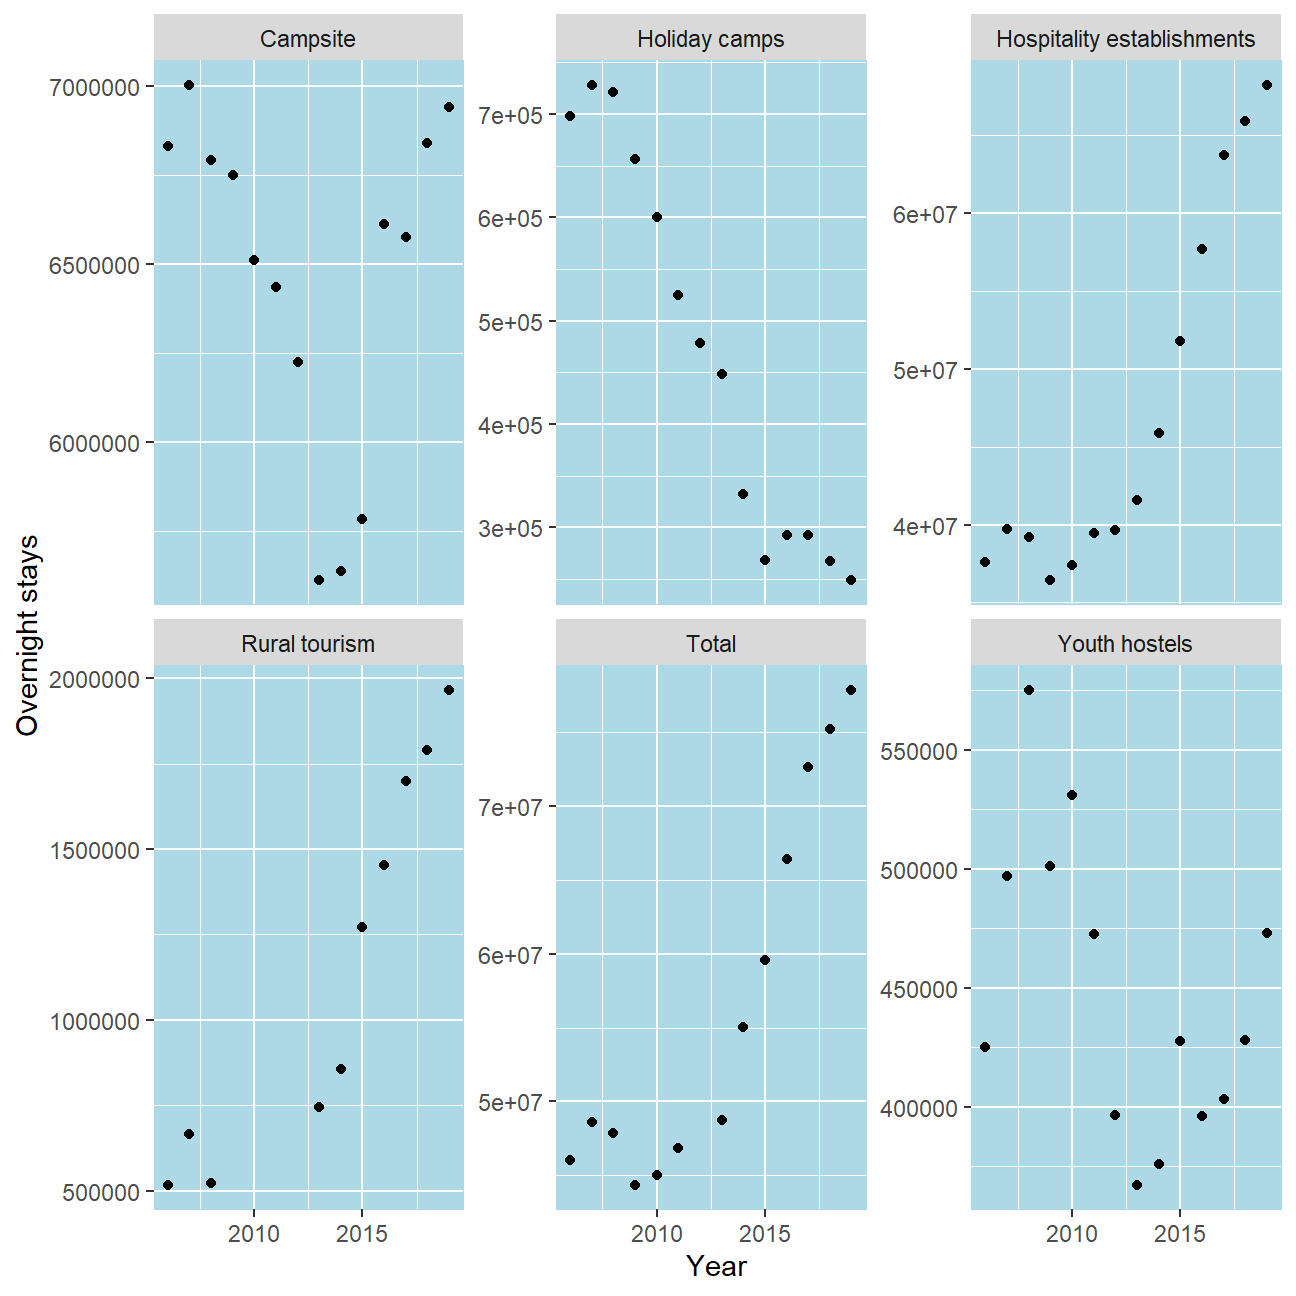 Campsite
Holiday camps
Hospitality establishments
7000000
6500000
6000000
7e+05
6e+05
5e+05
4e+05
3e+05
6e+07
5e+07
4e+07
Overnight stays
Rural tourism
Total
Youth hostels
2000000
1500000
1000000
500000
7e+07
6e+07
5e+07
550000
500000
450000
400000
2010 2015
2010 2015
2010 2015
Year